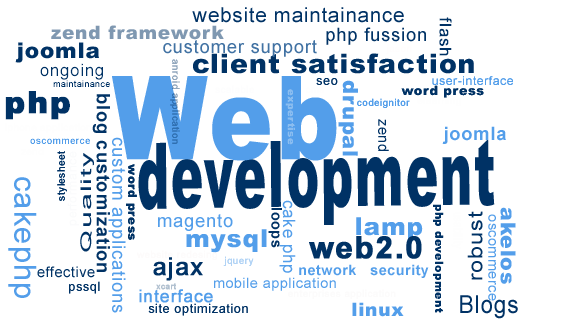 website maintainance
zend framework
php fussion
flash
joomla
customer support
client satisfaction
ongoing
maintainance
anroid application
seo
user-interface
word press
php
Web
expertise
drupal
codeignitor
zend
joomla
oscommerce
blog customization
custom applications
stylesheet
Quality
word press
development
cakephp
magento
loops
cake php
lamp
php development
robust
oscommerce
akelos
mysql
web2.0
ajax
jquery
network
security
effective
pssql
xcart
mobile application
interface
site optimization
linux
Blogs